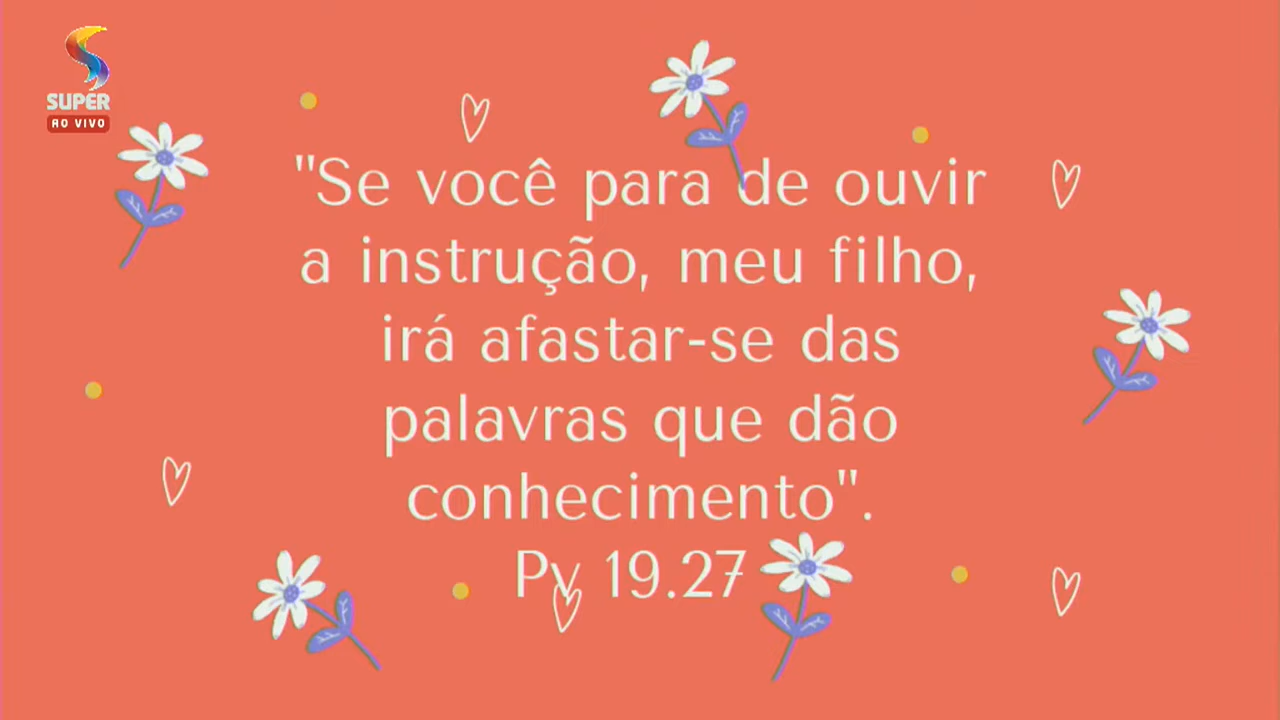 SUPER
AO VIVO
"Se você para de ouvir
a instrução, meu filho,
irá afastar-se das
palavras que dão
conhecimento".
Pv 19.27